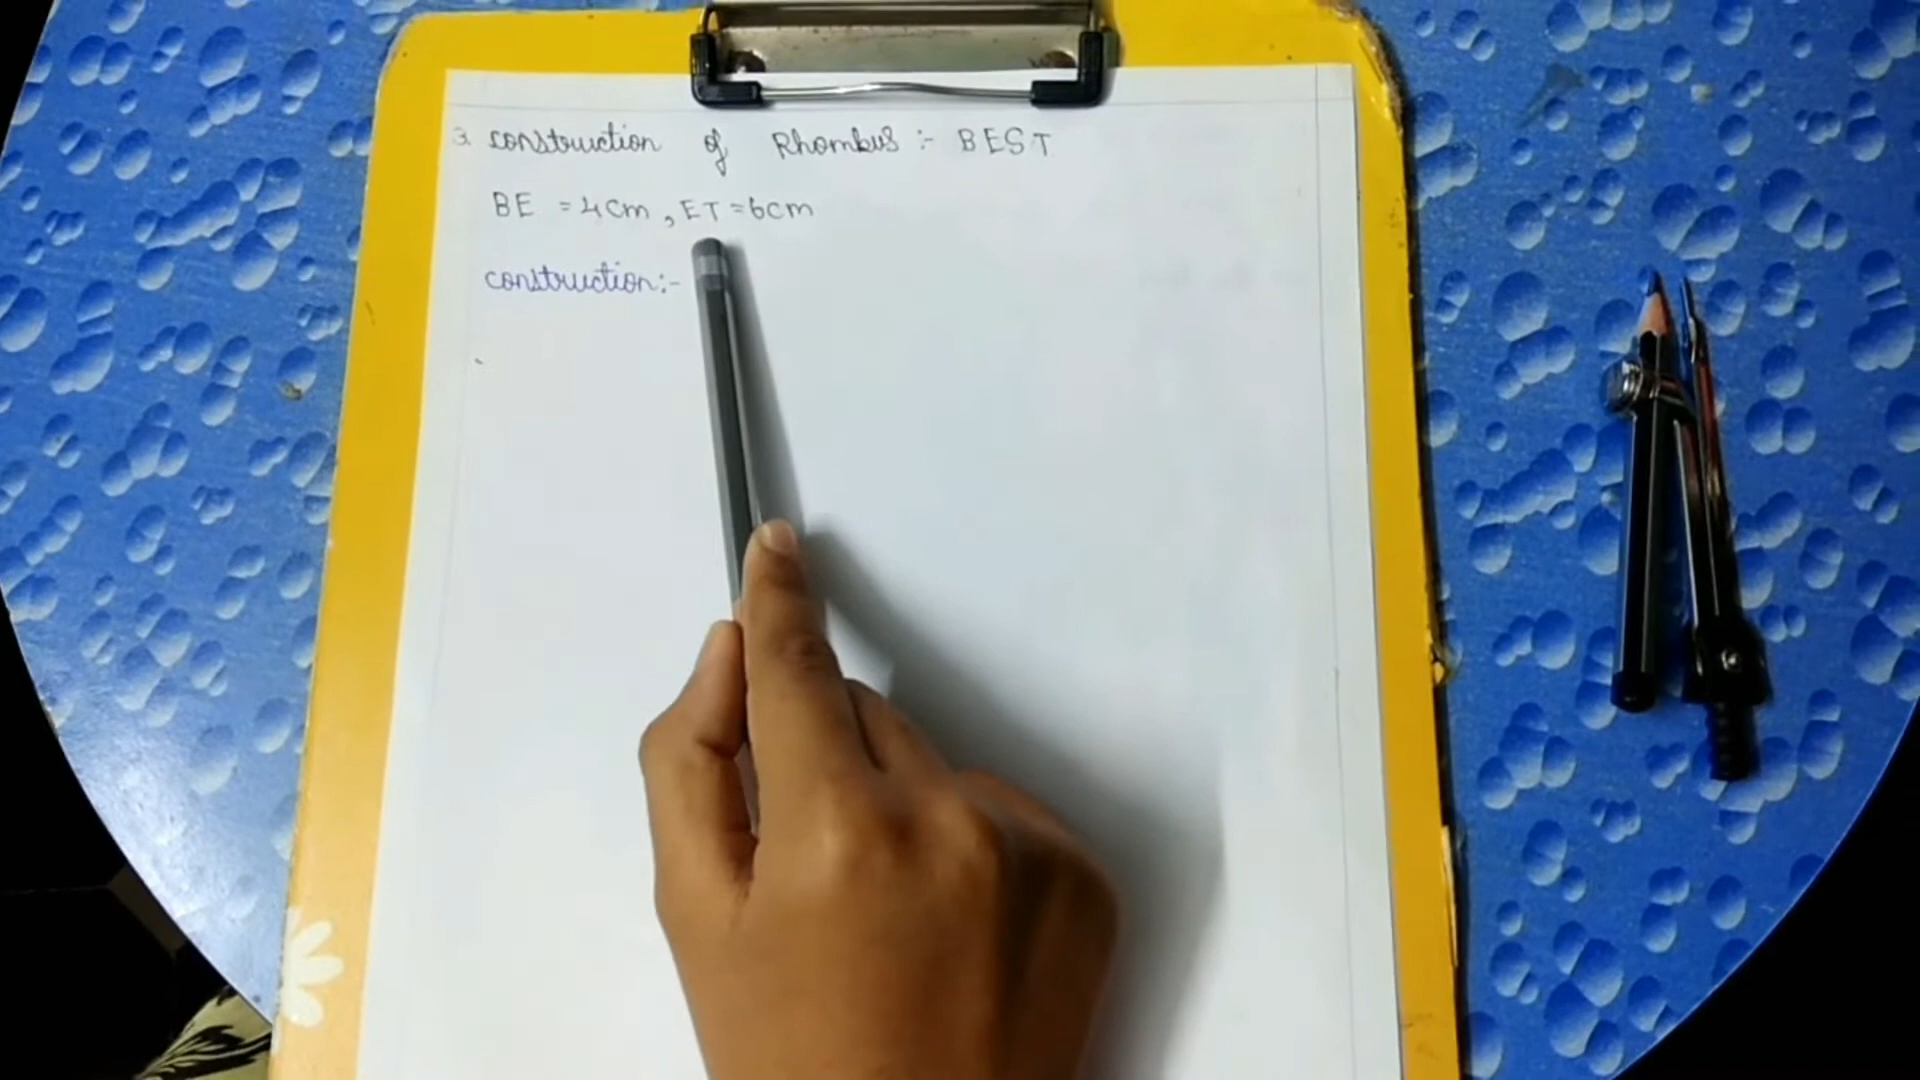 3. construction of Rhombus :- BEST
BE = 4cm , ET = 6cm
construction:-